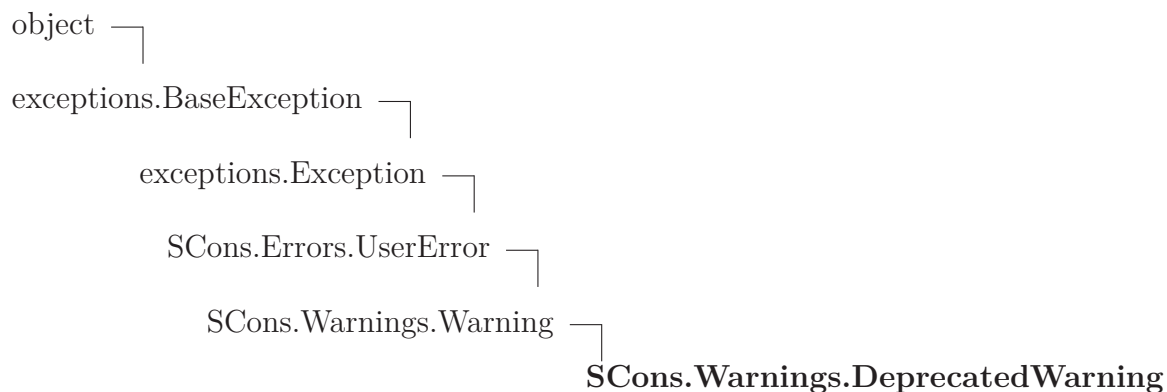 object
exceptions.BaseException
exceptions.Exception
SCons.Errors.UserError
SCons.Warnings.Warning
SCons.Warnings.DeprecatedWarning